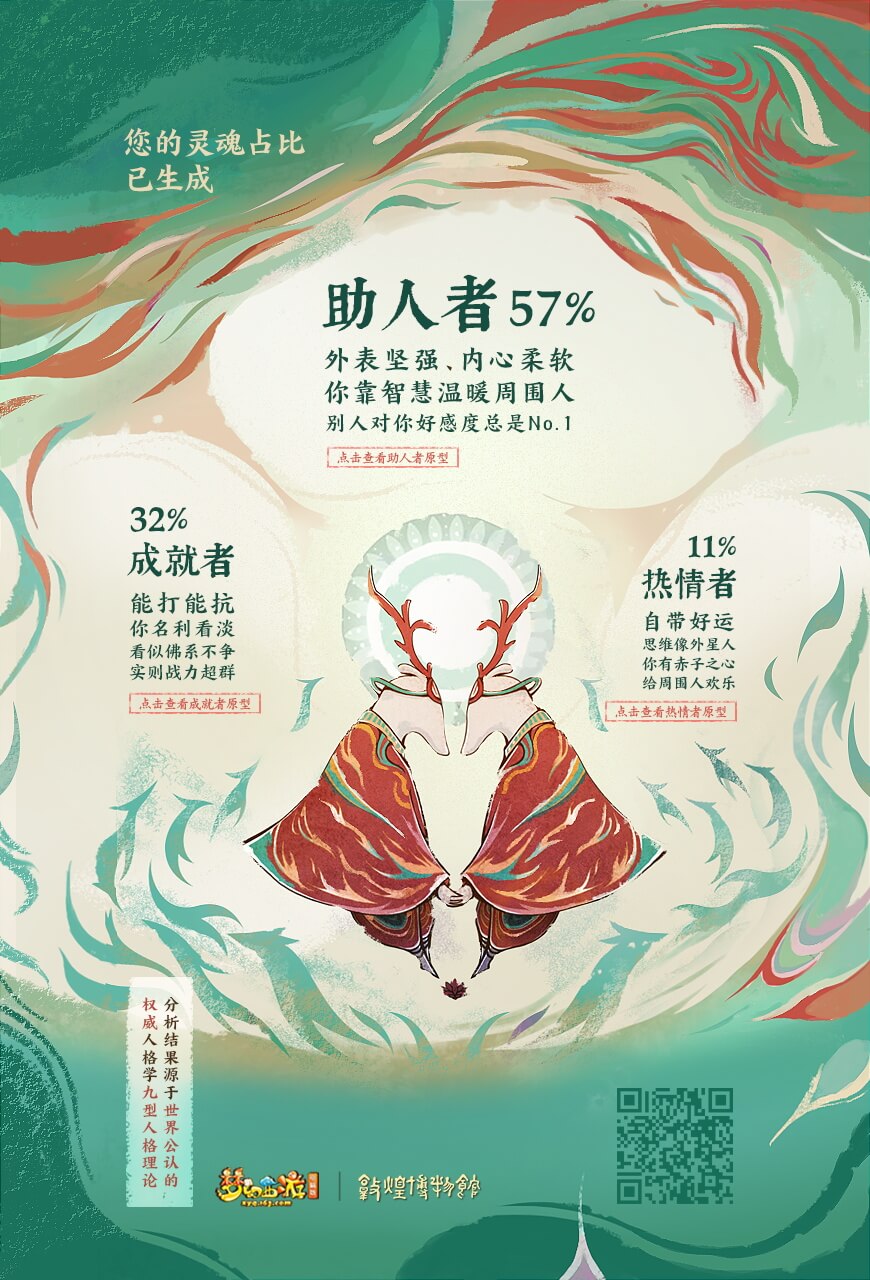 您的灵魂占比
已生成
助人者 57%
外表坚强、内心柔软
你靠智慧温暖周围人
别人对你好感度总是No.1
点击查看助人者原型
32%
成就者
能打能抗
你名利看淡
看似佛系不争
实则战力超群
点击查看成就者原型
11%
热情者
自带好运
思维像外星人
你有赤子之心
给周围人欢乐
点击查看热情者原型
分析结果源于世界公认的
权威人格学九型人格理论
梦幻西游
电脑版
xyq.163.com
敦煌博物館